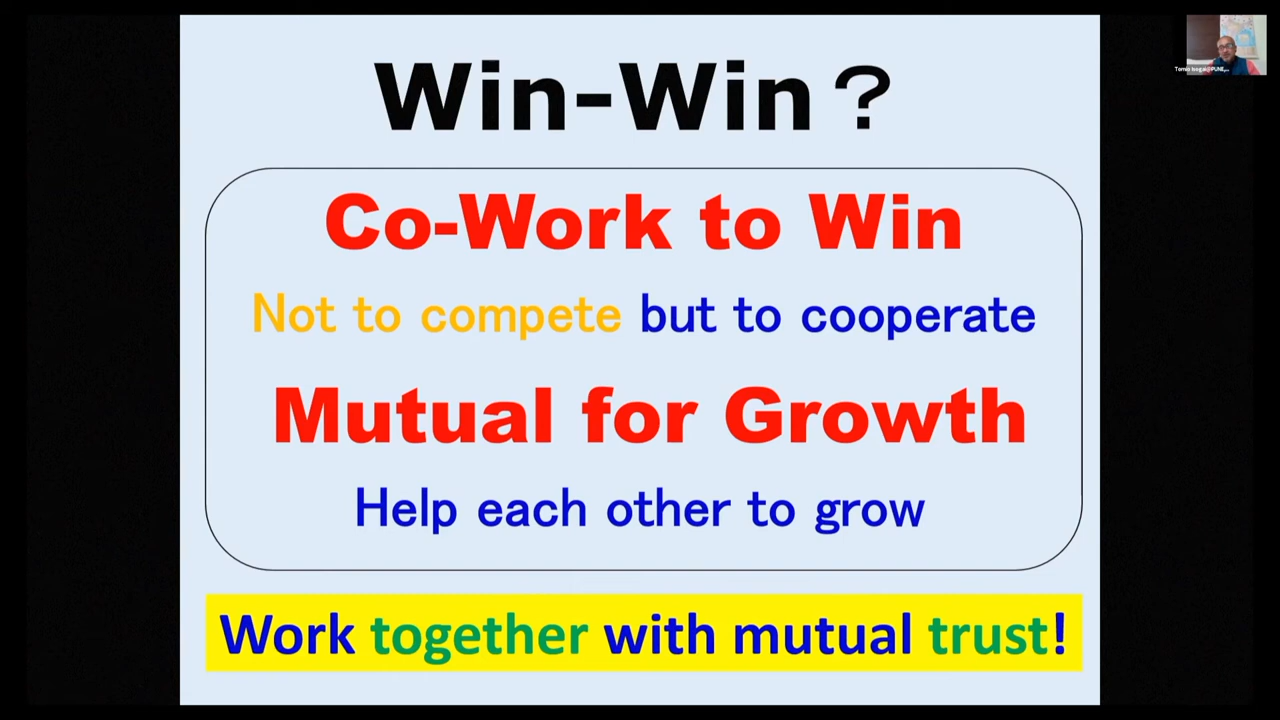 Win-Win？
Co-Work to Win
Not to compete but to cooperate
Mutual for Growth
Help each other to grow
Work together with mutual trust!